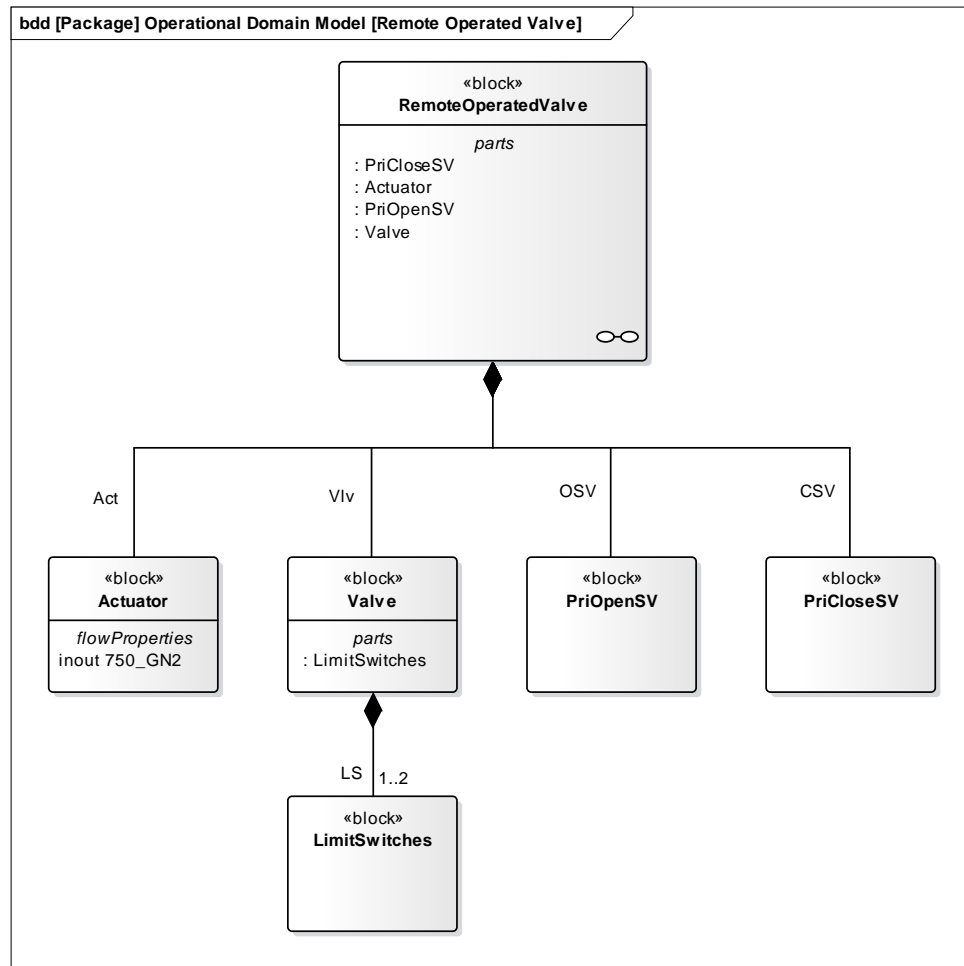 bdd [Package] Operational Domain Model [Remote Operated Valve]
«block»
RemoteOperatedValve
parts
: PriCloseSV
: Actuator
: PriOpenSV
: Valve
Act
Vlv
OSV
CSV
«block»
Actuator
flowProperties
inout 750_GN2
«block»
Valve
parts
: LimitSwitches
«block»
PriOpenSV
«block»
PriCloseSV
LS
1..2
«block»
LimitSwitches